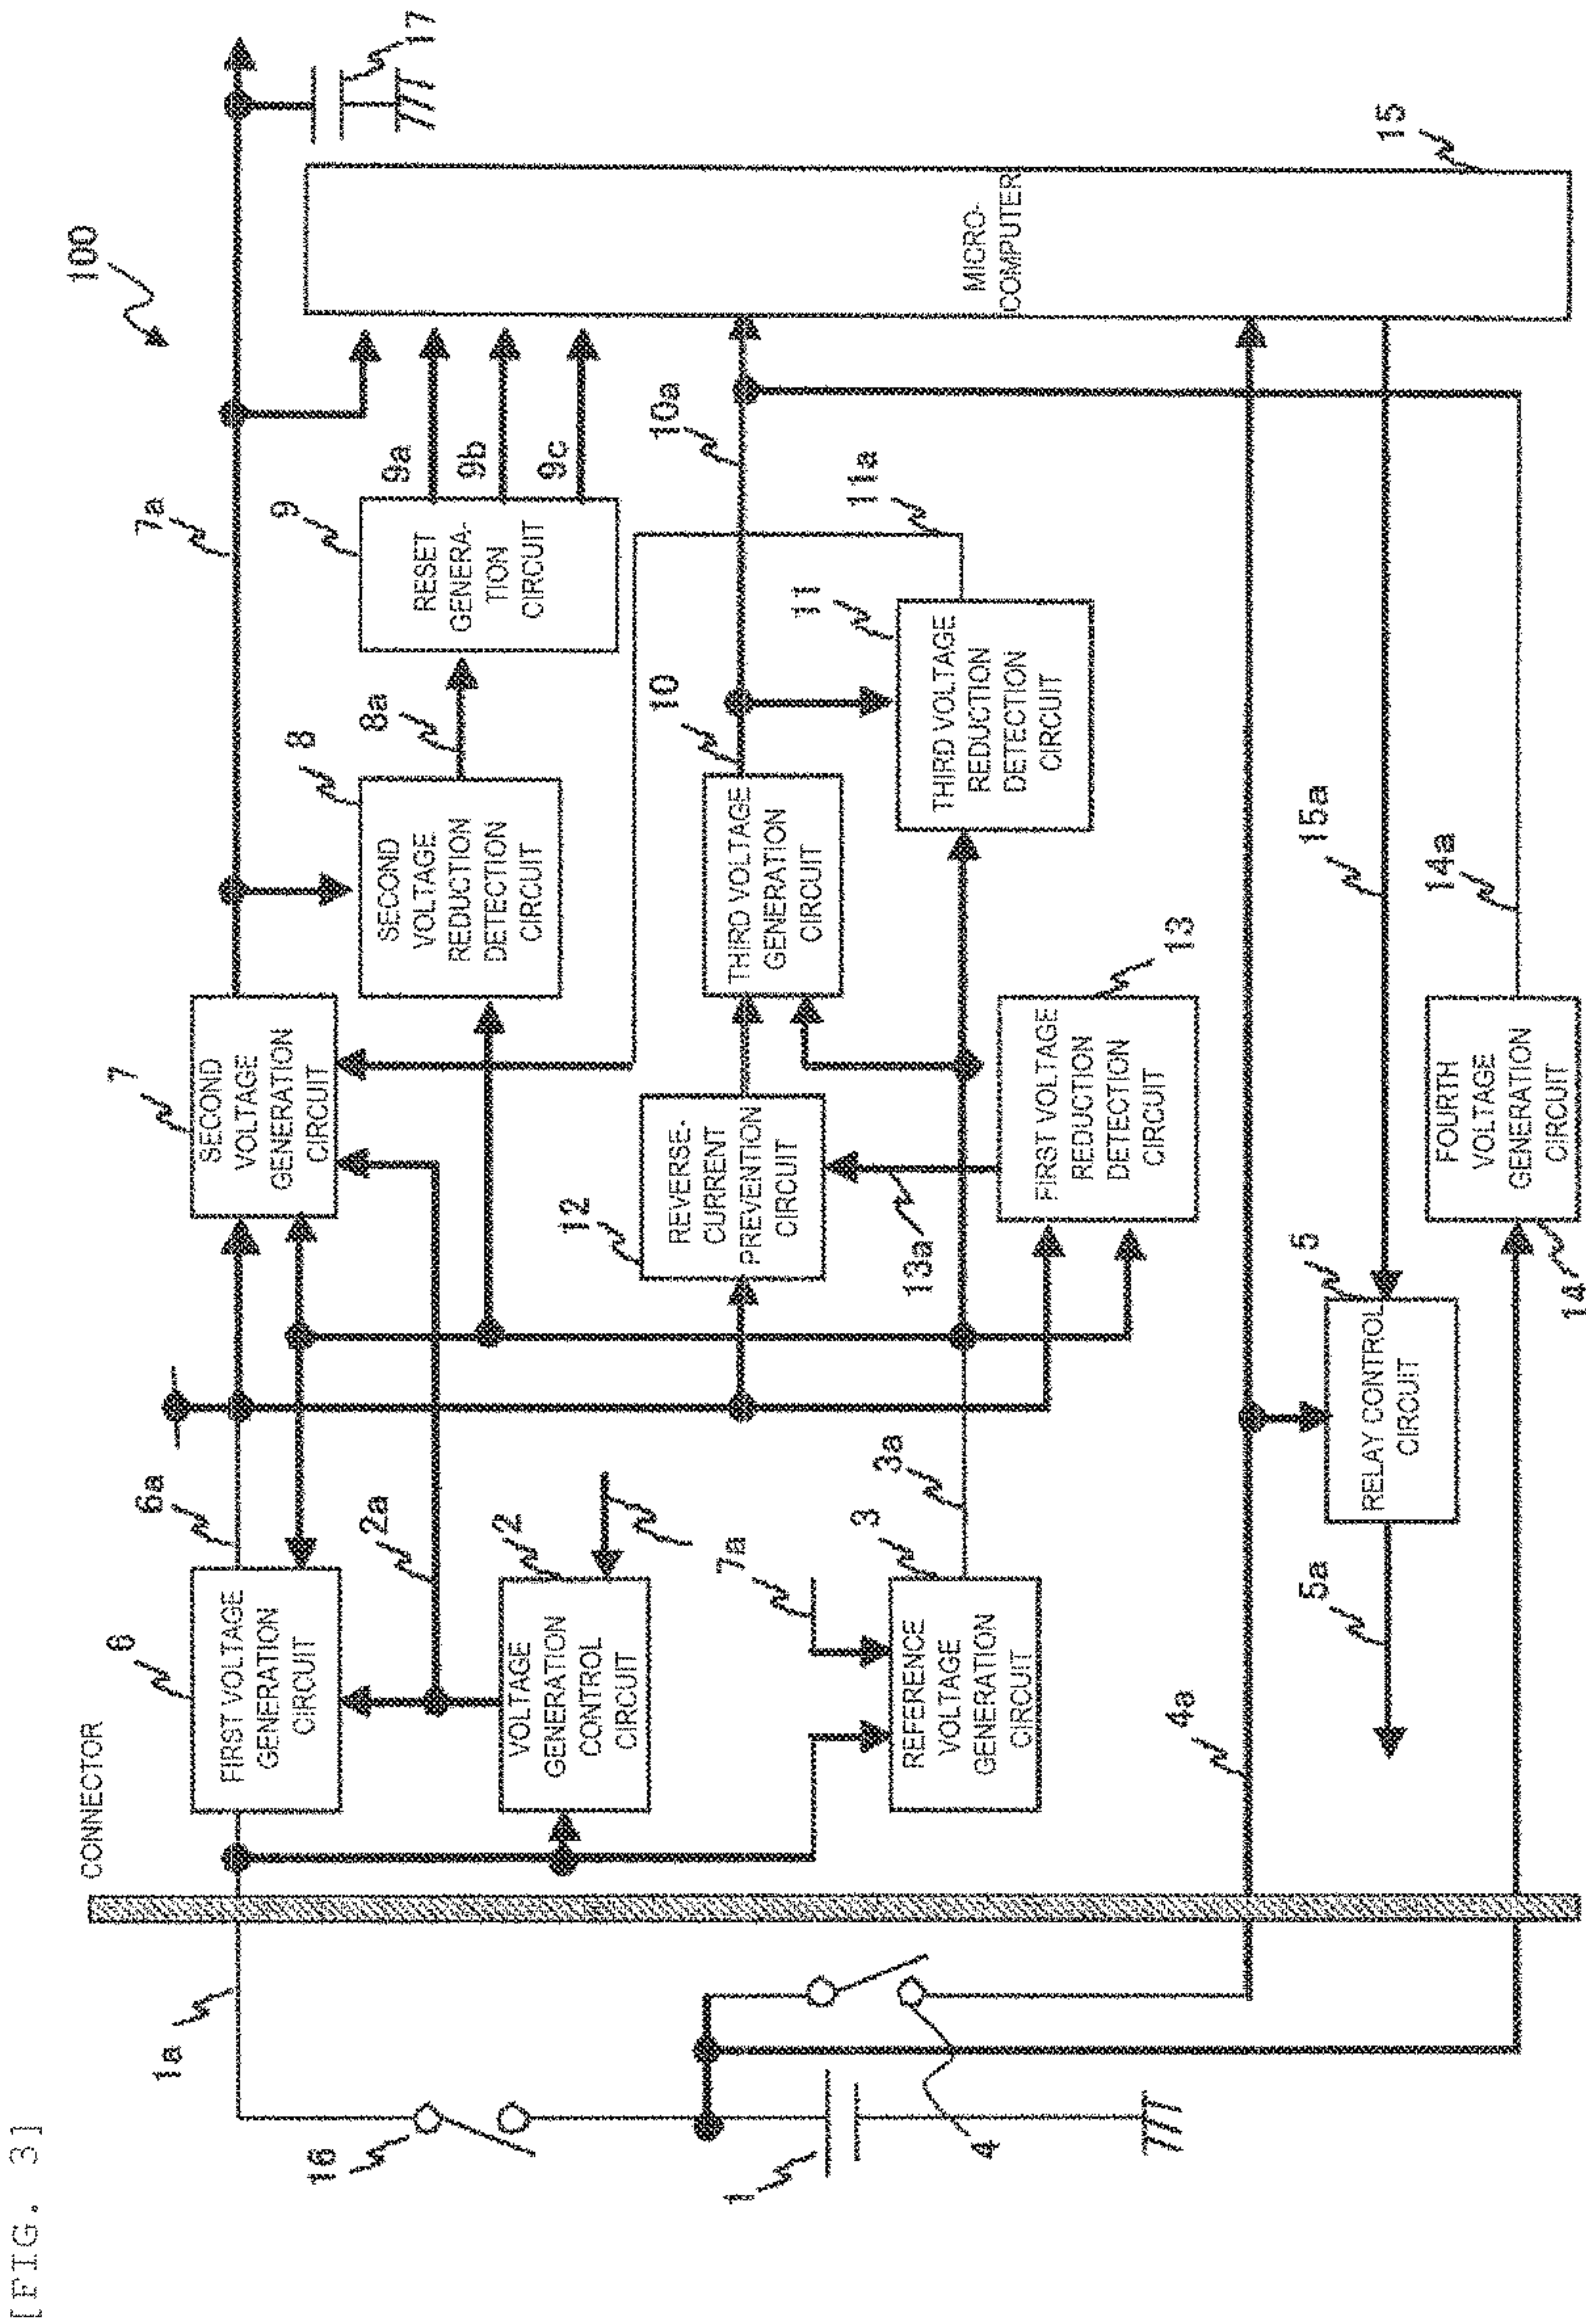 [FIG. 3]
100
CONNECTOR
1a
16
1
4
6
FIRST VOLTAGE
GENERATION
CIRCUIT
6a
2a
2
VOLTAGE
GENERATION
CONTROL
CIRCUIT
7a
3
REFERENCE
VOLTAGE
GENERATION
CIRCUIT
3a
4a
5a
5
RELAY CONTROL
CIRCUIT
7
SECOND
VOLTAGE
GENERATION
CIRCUIT
7a
8
SECOND
VOLTAGE
REDUCTION
DETECTION
CIRCUIT
8a
9
RESET
GENERA-
TION
CIRCUIT
9a
9b
9c
12
REVERSE-
CURRENT
PREVENTION
CIRCUIT
13a
10
THIRD VOLTAGE
GENERATION
CIRCUIT
10a
11
THIRD VOLTAGE
REDUCTION
DETECTION
CIRCUIT
11a
13
FIRST VOLTAGE
REDUCTION
DETECTION
CIRCUIT
14
FOURTH
VOLTAGE
GENERATION
CIRCUIT
14a
15a
MICRO-
COMPUTER
15
17